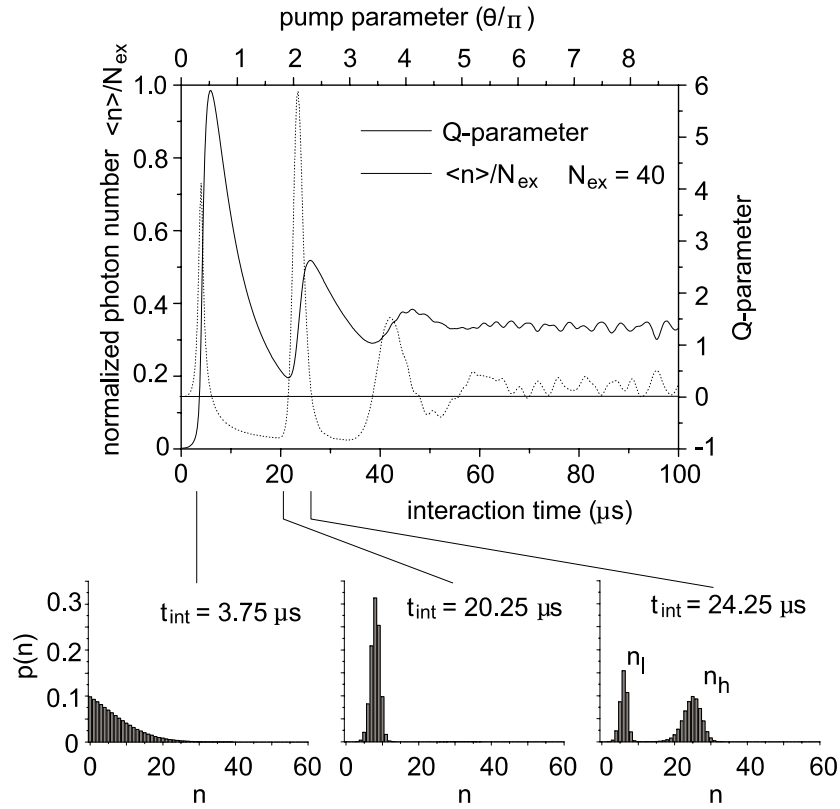 pump parameter (θ/π)
0 1 2 3 4 5 6 7 8
normalized photon number <n>/N_ex
1.0
0.8
0.6
0.4
0.2
0
Q-parameter
<n>/N_ex N_ex = 40
6
5
4
3
2
1
0
-1
Q-parameter
0 20 40 60 80 100
interaction time (μs)
p(n)
0.3
0.2
0.1
0
t_int = 3.75 μs
0 20 40 60
n
t_int = 20.25 μs
0 20 40 60
n
t_int = 24.25 μs
n_l
n_h
0 20 40 60
n